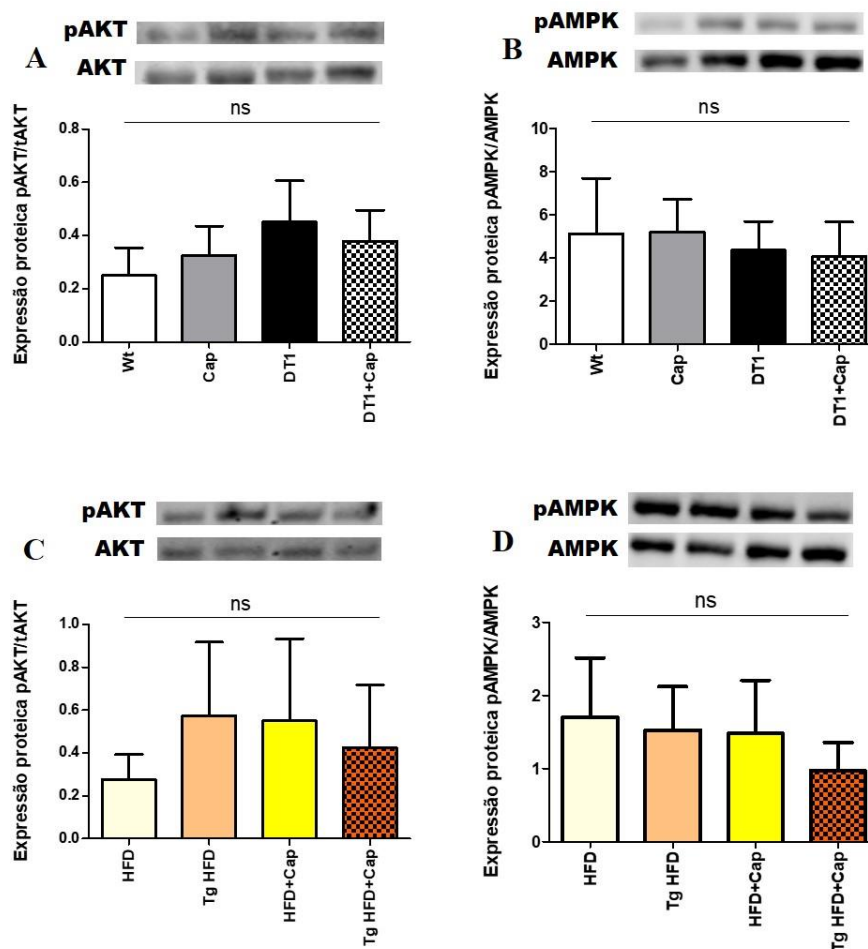 A
pAKT
AKT
ns
Expressão proteica pAKT/tAKT
0.8
0.6
0.4
0.2
0.0
Wt
Cap
DT1
DT1+Cap
B
pAMPK
AMPK
ns
Expressão proteica pAMPK/AMPK
10
8
6
4
2
0
Wt
Cap
DT1
DT1+Cap
C
pAKT
AKT
ns
Expressão proteica pAKT/tAKT
1.0
0.8
0.6
0.4
0.2
0.0
HFD
Tg HFD
HFD+Cap
Tg HFD+Cap
D
pAMPK
AMPK
ns
Expressão proteica pAMPK/AMPK
3
2
1
0
HFD
Tg HFD
HFD+Cap
Tg HFD+Cap